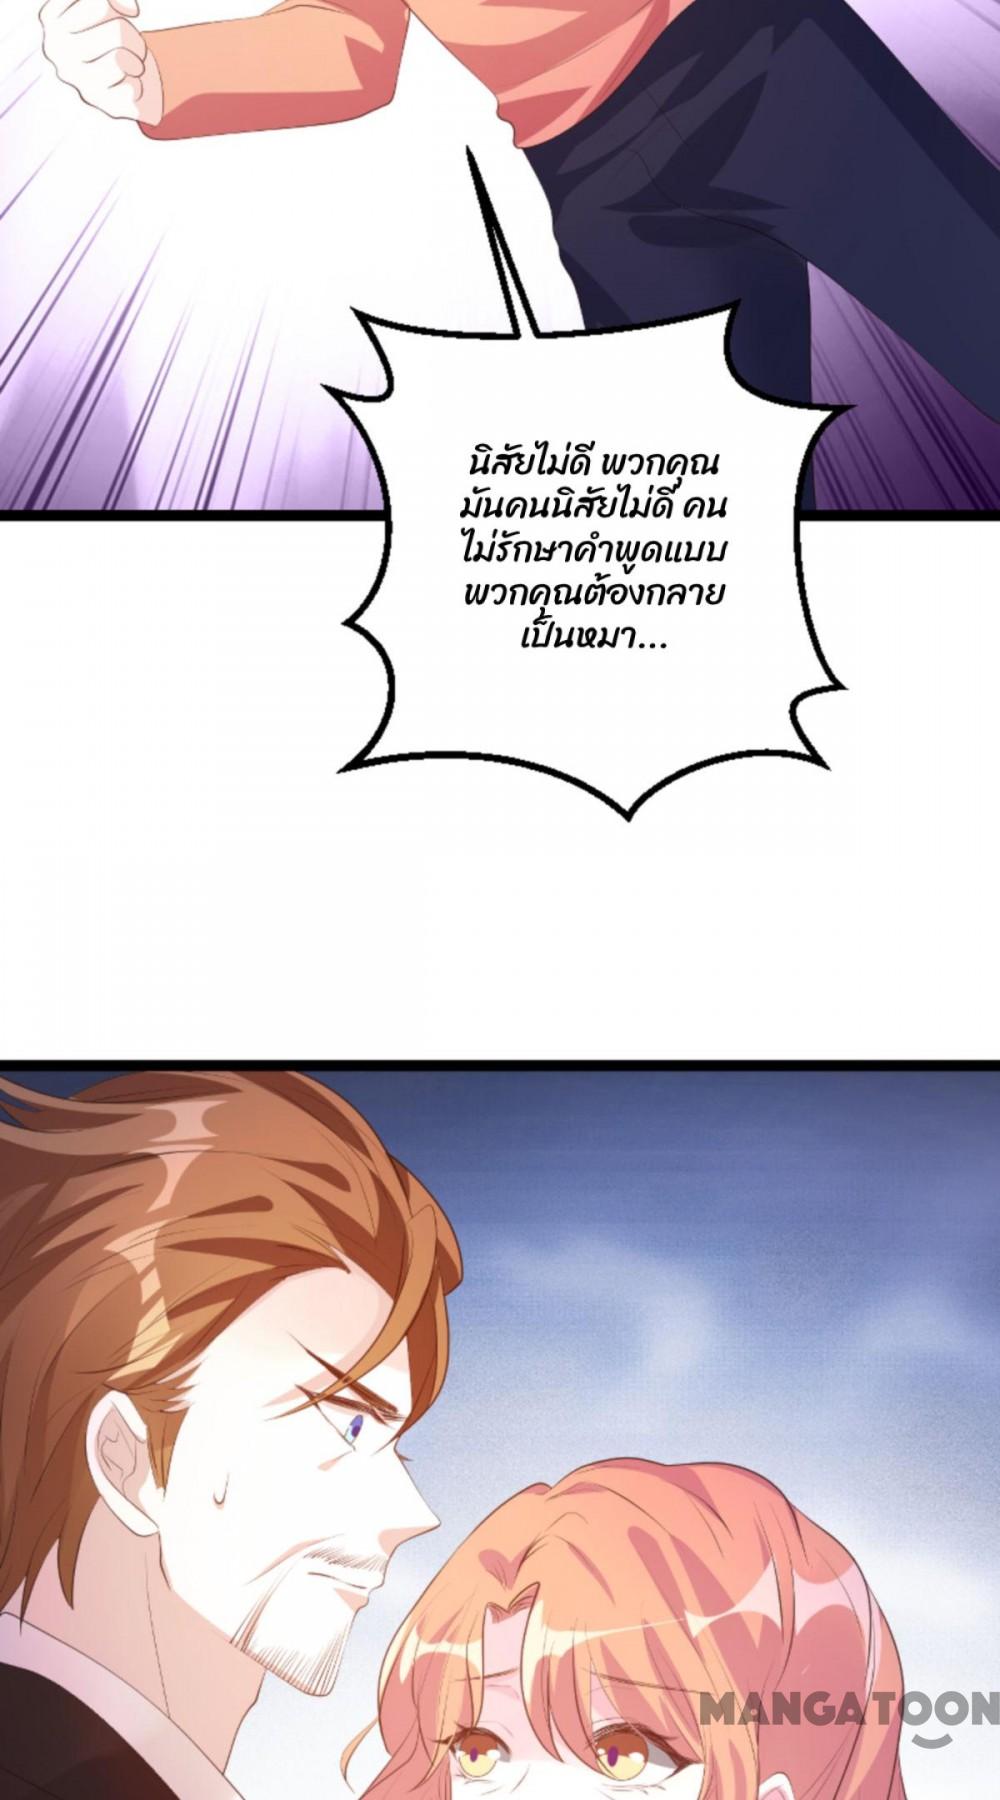 นิสัยไม่ดี พวกคุณ
มันคนนิสัยไม่ดี คน
ไม่รักษาคำพูดแบบ
พวกคุณต้องกลาย
เป็นหมา...
MANGATOON